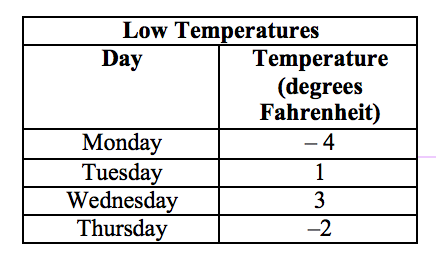 Low Temperatures
Day Temperature
(degrees
Fahrenheit)
Monday – 4
Tuesday 1
Wednesday 3
Thursday –2